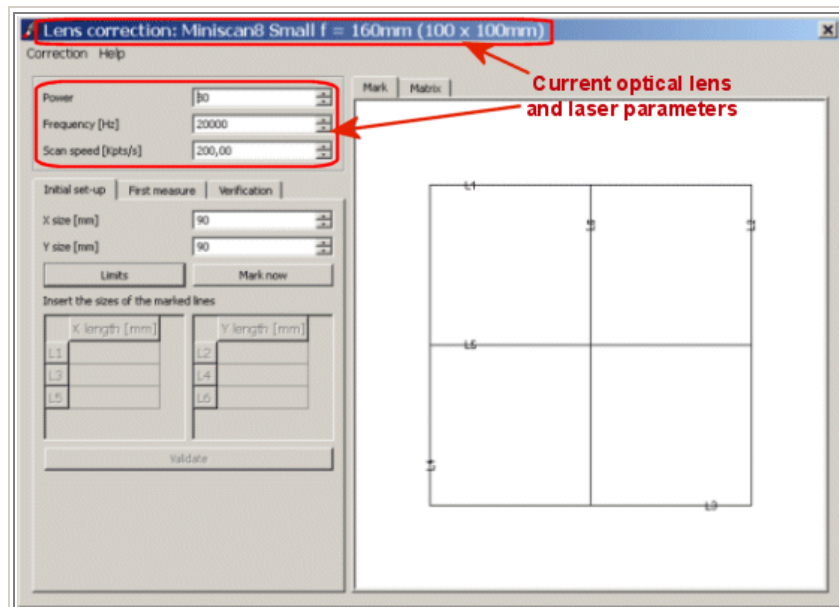 Lens correction: Miniscan8 Small f = 160mm (100 x 100mm)
Correction Help
Current optical lens
and laser parameters
Power
Frequency [Hz] 20000
Scan speed [Kpts/s] 200,00
Initial set-up First measure Verification
X size [mm] 90
Y size [mm] 90
Limits Mark now
Insert the sizes of the marked lines
X length [mm] Y length [mm]
L1 L2
L3 L4
L5 L6
Validate
Mark Matrix
L1
L6 L2
L5
L4
L3